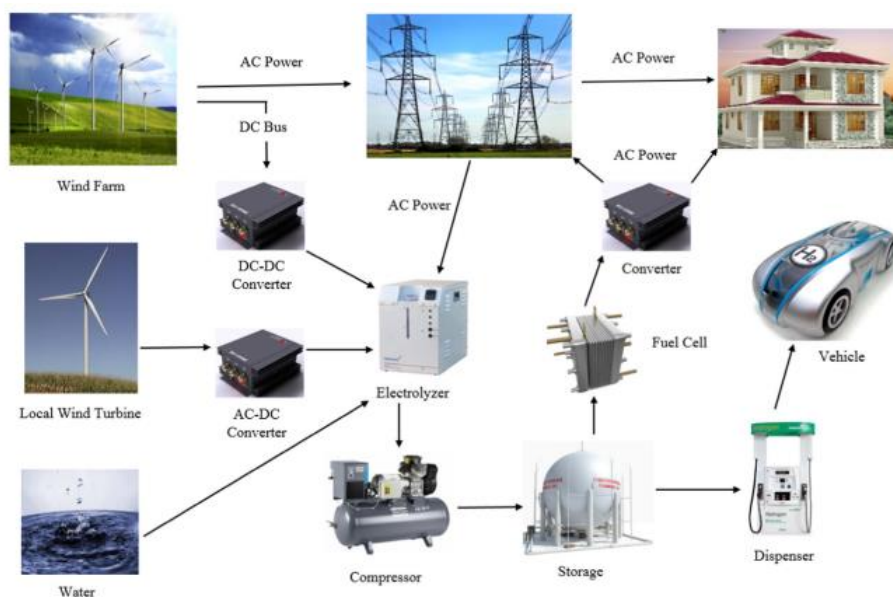 AC Power
AC Power
DC Bus
Wind Farm
AC Power
AC Power
DC-DC
Converter
Converter
Fuel Cell
H2
Vehicle
Local Wind Turbine
AC-DC
Converter
Electrolyzer
Water
Compressor
Storage
Dispenser